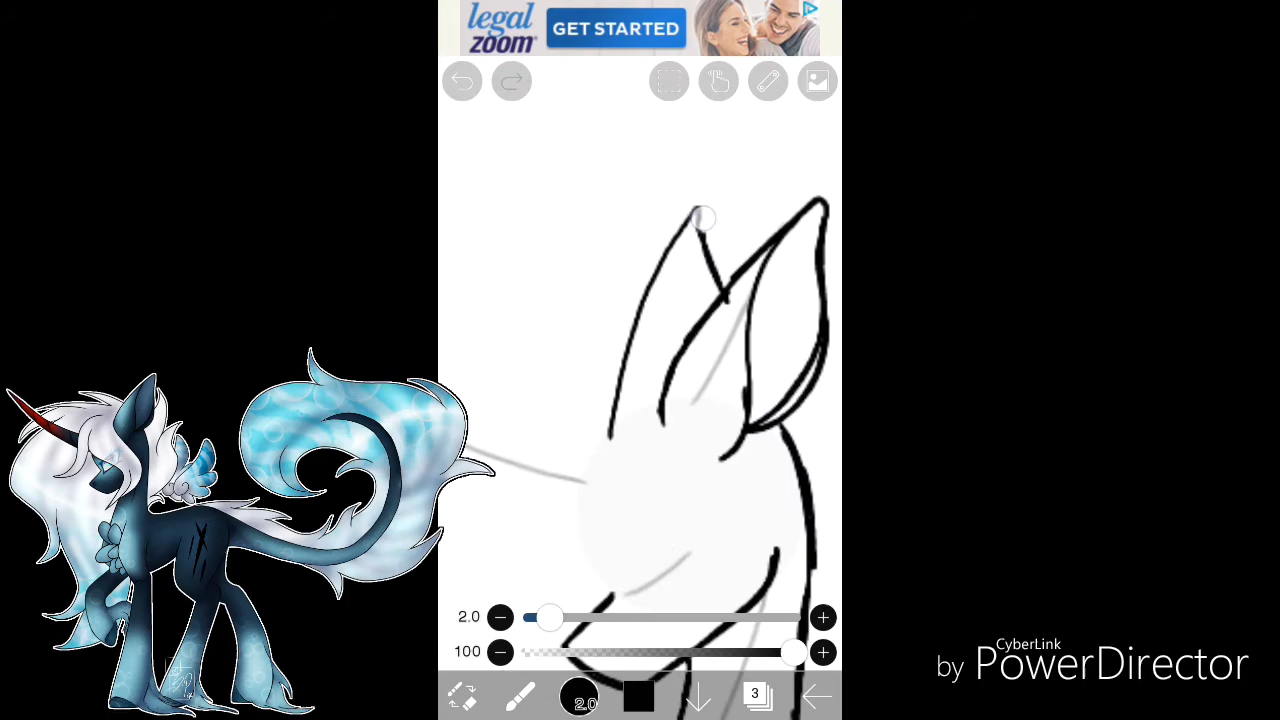 legal
zoom
GET STARTED
2.0
100
2.0
3
CyberLink
by PowerDirector